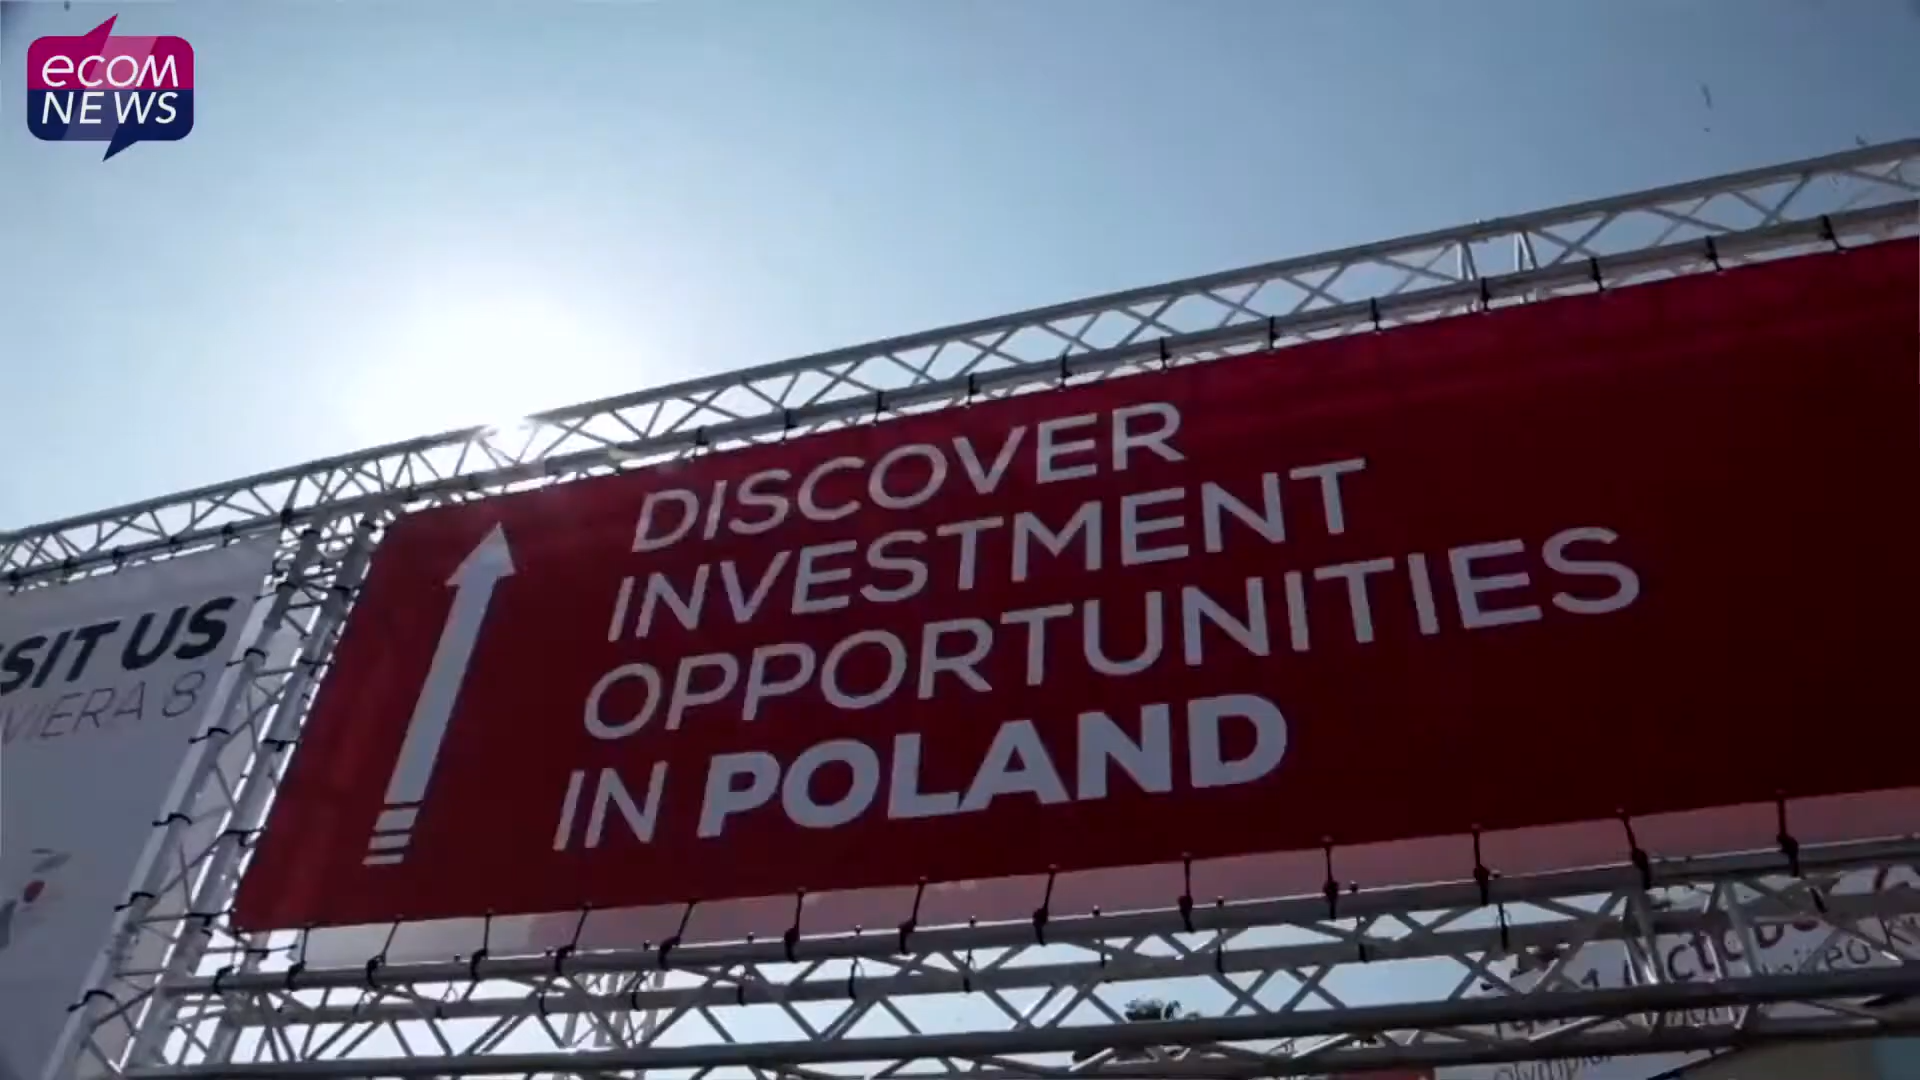 eCOM
NEWS
DISCOVER
INVESTMENT
OPPORTUNITIES
IN POLAND
SIT US
VIERA 8